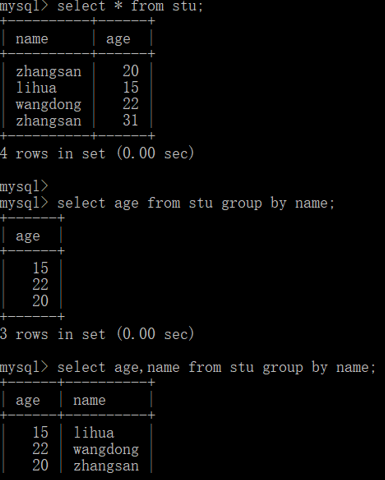 mysql> select * from stu;
+----------+------+
| name     | age  |
+----------+------+
| zhangsan |   20 |
| lihua    |   15 |
| wangdong |   22 |
| zhangsan |   31 |
+----------+------+
4 rows in set (0.00 sec)
mysql>
mysql> select age from stu group by name;
+------+
| age  |
+------+
|   15 |
|   22 |
|   20 |
+------+
3 rows in set (0.00 sec)
mysql> select age,name from stu group by name;
+------+----------+
| age  | name     |
+------+----------+
|   15 | lihua    |
|   22 | wangdong |
|   20 | zhangsan |